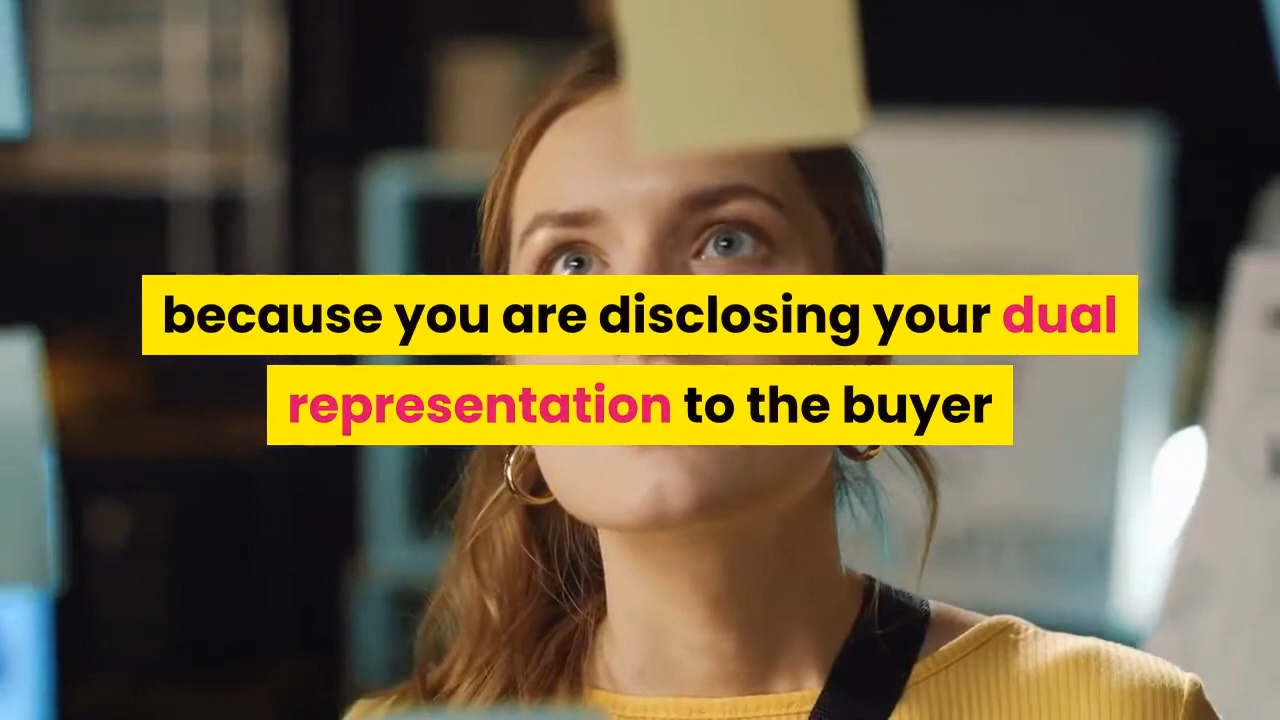 because you are disclosing your dual
representation to the buyer